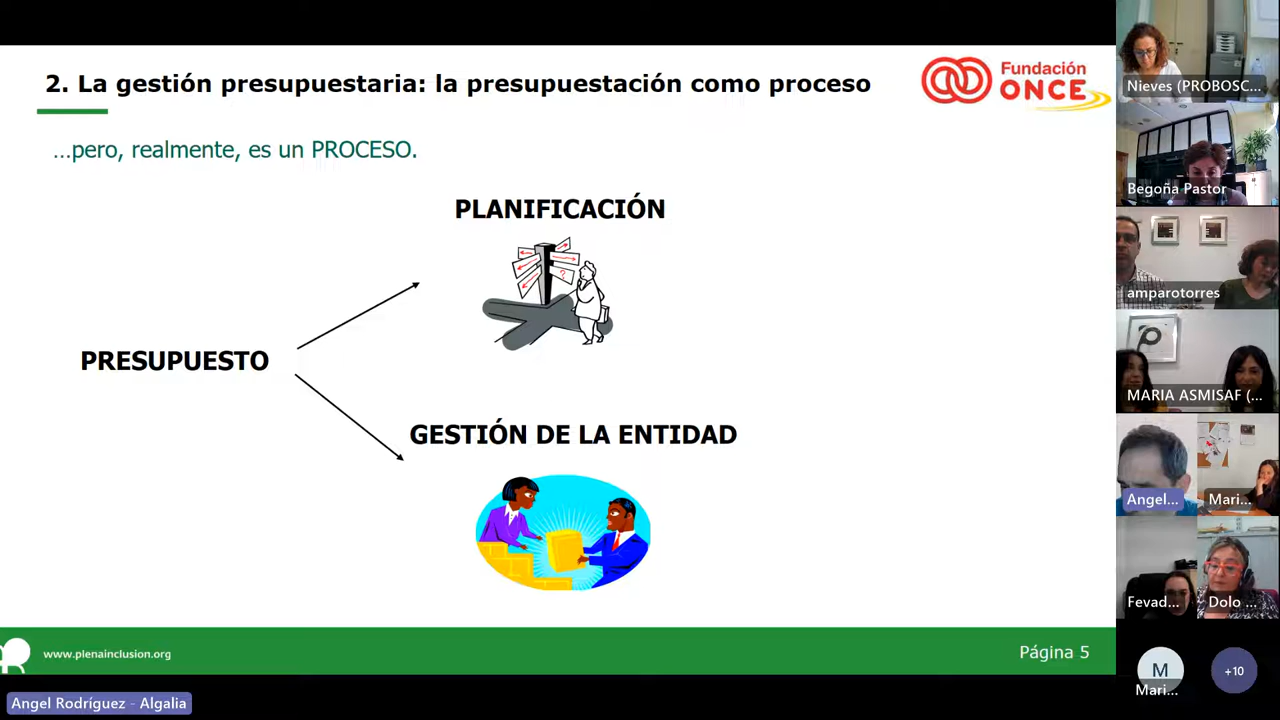 2. La gestión presupuestaria: la presupuestación como proceso
Fundación
ONCE
…pero, realmente, es un PROCESO.
PLANIFICACIÓN
?
PRESUPUESTO
GESTIÓN DE LA ENTIDAD
www.plenainclusion.org
Página 5
Angel Rodríguez - Algalia
Nieves (PROBOSC...
Begoña Pastor
amparotorres
MARIA ASMISAF (...
Angel...
Mari...
Fevad...
Dolo ...
M
Mari...
+10